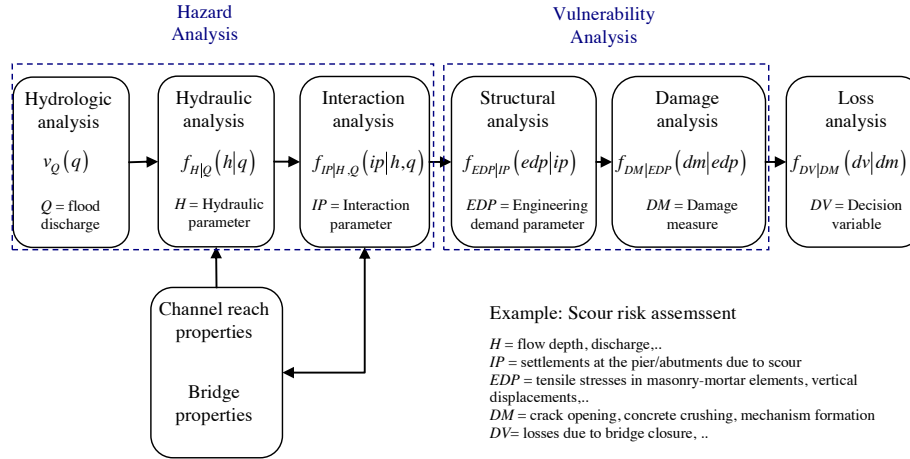 Hazard
Analysis
Vulnerability
Analysis
Hydrologic
analysis
v_Q(q)
Q = flood
discharge
Hydraulic
analysis
f_{H|Q}(h|q)
H = Hydraulic
parameter
Interaction
analysis
f_{IP|H,Q}(ip|h,q)
IP = Interaction
parameter
Structural
analysis
f_{EDP|IP}(edp|ip)
EDP = Engineering
demand parameter
Damage
analysis
f_{DM|EDP}(dm|edp)
DM = Damage
measure
Loss
analysis
f_{DV|DM}(dv|dm)
DV = Decision
variable
Channel reach
properties
Bridge
properties
Example: Scour risk assemssent
H = flow depth, discharge,..
IP = settlements at the pier/abutments due to scour
EDP = tensile stresses in masonry-mortar elements, vertical
displacements,..
DM = crack opening, concrete crushing, mechanism formation
DV= losses due to bridge closure, ..